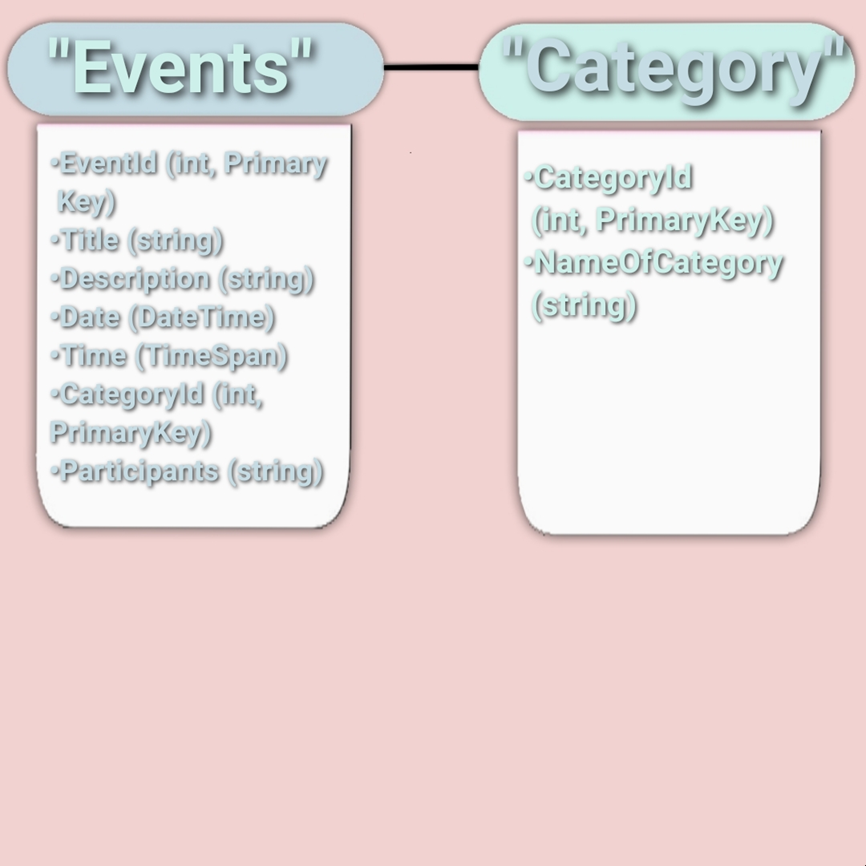 "Events"
•EventId (int, Primary
Key)
•Title (string)
•Description (string)
•Date (DateTime)
•Time (TimeSpan)
•CategoryId (int,
PrimaryKey)
•Participants (string)
"Category"
•CategoryId
(int, PrimaryKey)
•NameOfCategory
(string)